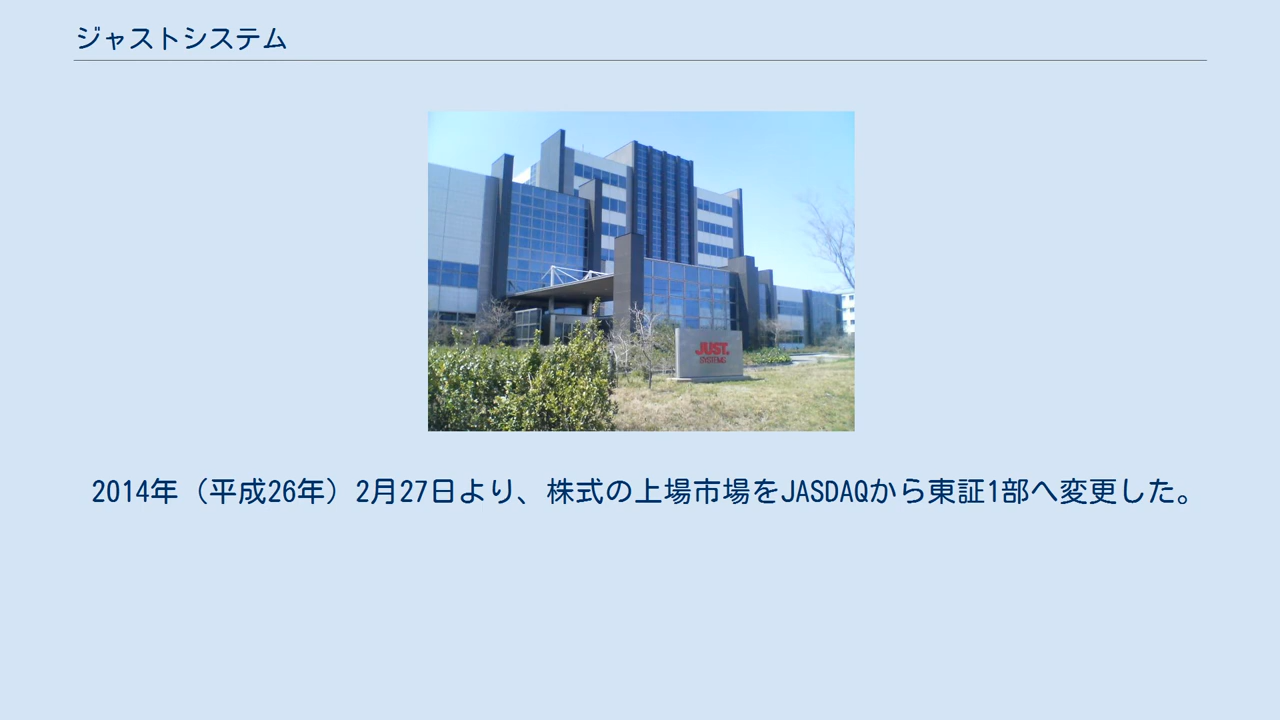 ジャストシステム
JUST.
SYSTEMS
2014年（平成26年）2月27日より、株式の上場市場をJASDAQから東証1部へ変更した。